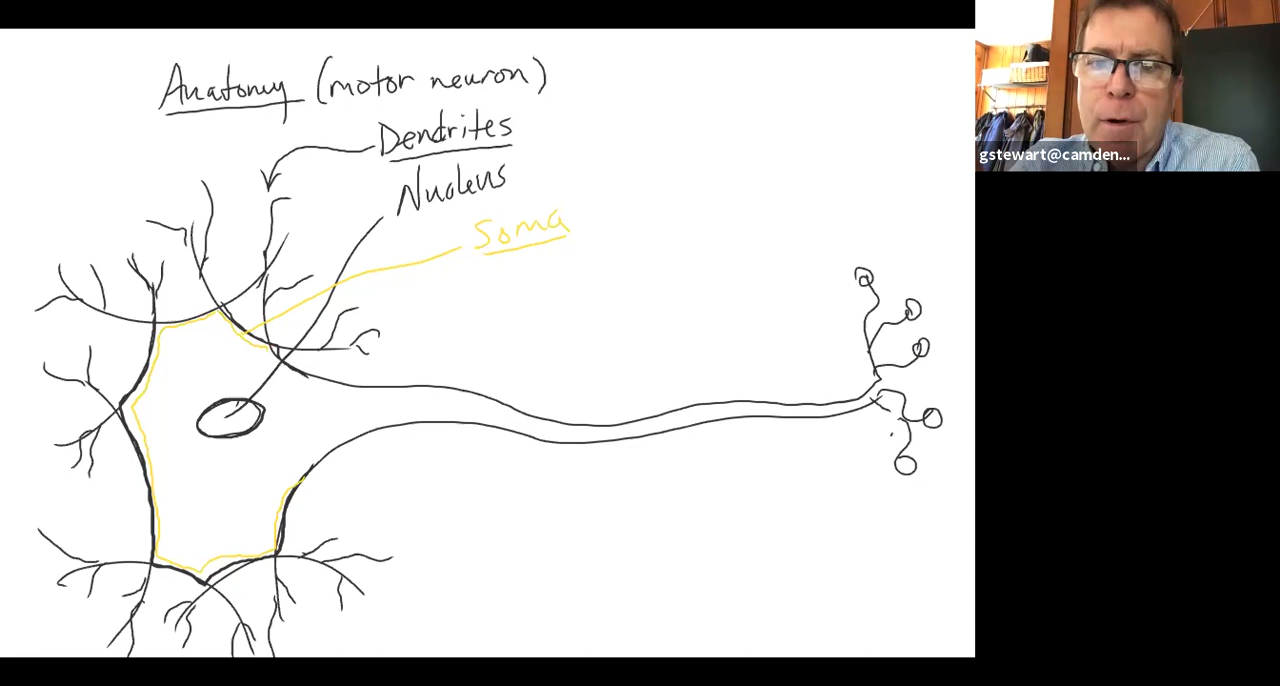 Anatomy (motor neuron)
Dendrites
Nucleus
Soma
gstewart@camden...